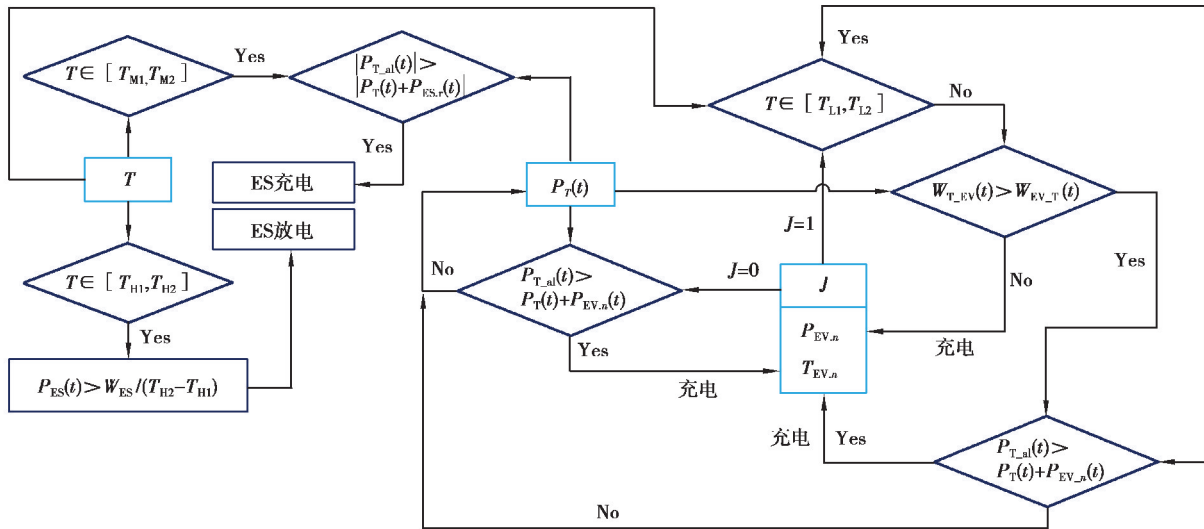 Yes
T∈[T_M1,T_M2]
|P_T_al(t)|>
|P_T(t)+P_ES.r(t)|
Yes
T
ES充电
ES放电
T∈[T_H1,T_H2]
Yes
P_ES(t)>W_ES/(T_H2−T_H1)
P_T(t)
No
P_T_al(t)>
P_T(t)+P_EV.n(t)
Yes
充电
J=0
J=1
J
P_EV.n
T_EV.n
Yes
T∈[T_L1,T_L2]
No
W_T_EV(t)>W_EV_T(t)
No
充电
Yes
充电
Yes
P_T_al(t)>
P_T(t)+P_EV_n(t)
No